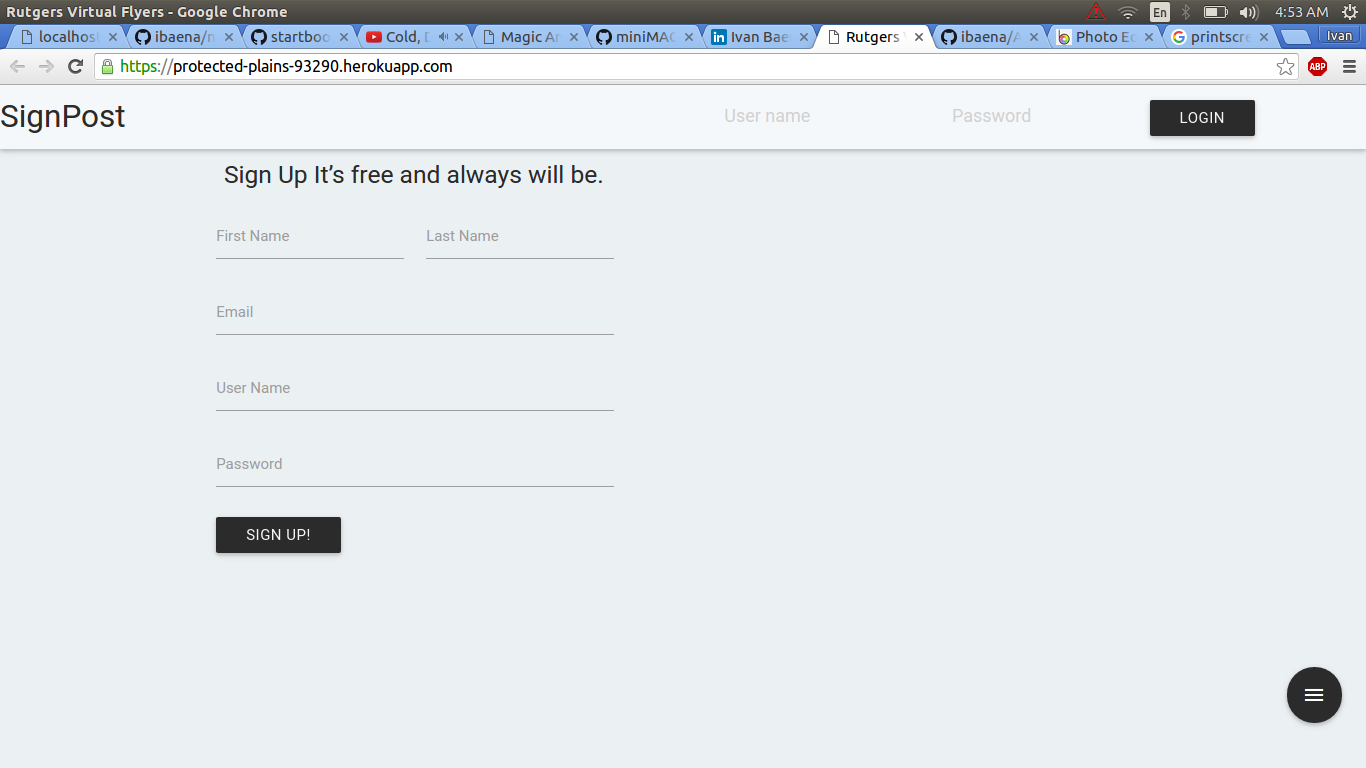 Rutgers Virtual Flyers - Google Chrome
En
4:53 AM
localhos
ibaena/
startboo
Cold,
Magic Ar
miniMAC
Ivan Bae
Rutgers
ibaena/
Photo Ed
printscre
Ivan
https://protected-plains-93290.herokuapp.com
ABP
SignPost
User name
Password
LOGIN
Sign Up It’s free and always will be.
First Name
Last Name
Email
User Name
Password
SIGN UP!